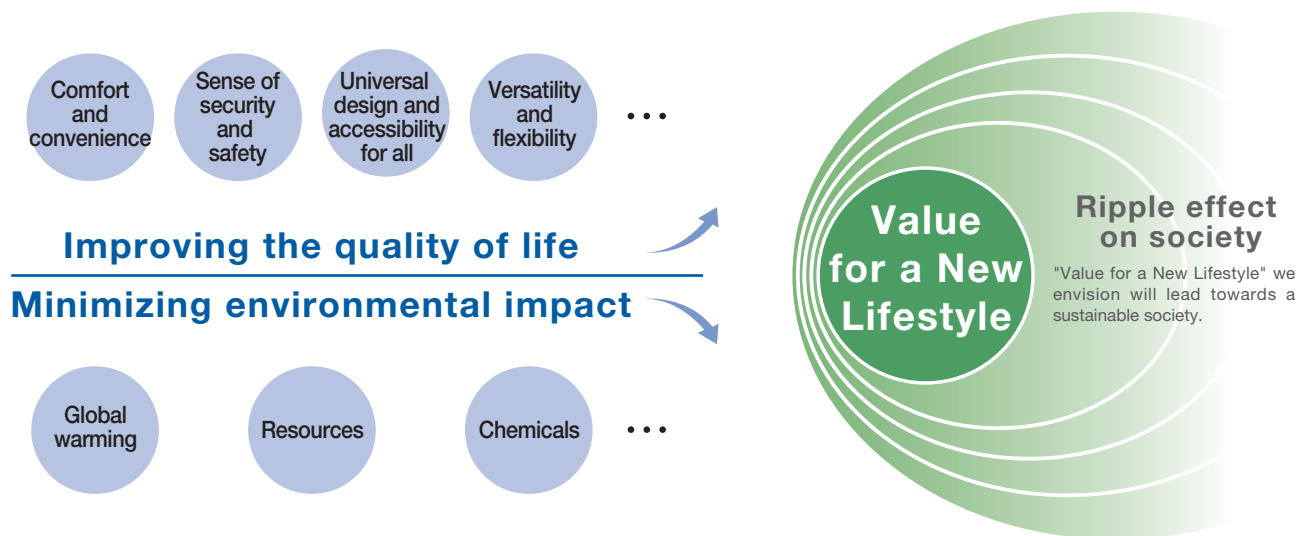 Comfort
and
convenience
Sense of
security
and
safety
Universal
design and
accessibility
for all
Versatility
and
flexibility
...
Improving the quality of life
Minimizing environmental impact
Global
warming
Resources
Chemicals
...
Value
for a New
Lifestyle
Ripple effect
on society
"Value for a New Lifestyle" we
envision will lead towards a
sustainable society.